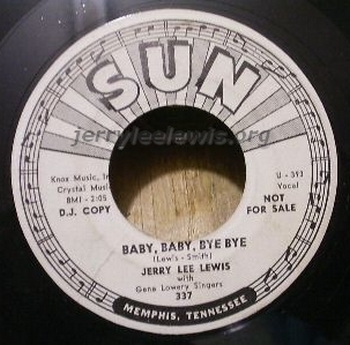 SUN
jerryleelewis.org
Knox Music, In
Crystal Music
BMI - 2:05
D.J. COPY
U - 393
Vocal
NOT
FOR SALE
BABY, BABY, BYE BYE
(Lewis - Smith)
JERRY LEE LEWIS
with
Gene Lowery Singers
337
MEMPHIS, TENNESSEE